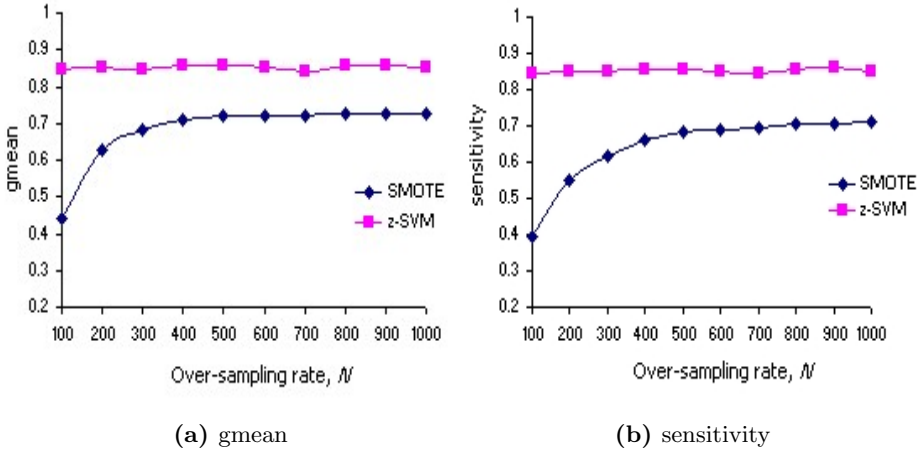 1
0.9
0.8
0.7
0.6
0.5
0.4
0.3
0.2
gmean
100 200 300 400 500 600 700 800 900 1000
Over-sampling rate, N
SMOTE
z-SVM
(a) gmean
1
0.9
0.8
0.7
0.6
0.5
0.4
0.3
0.2
sensitivity
100 200 300 400 500 600 700 800 900 1000
Over-sampling rate, N
SMOTE
z-SVM
(b) sensitivity